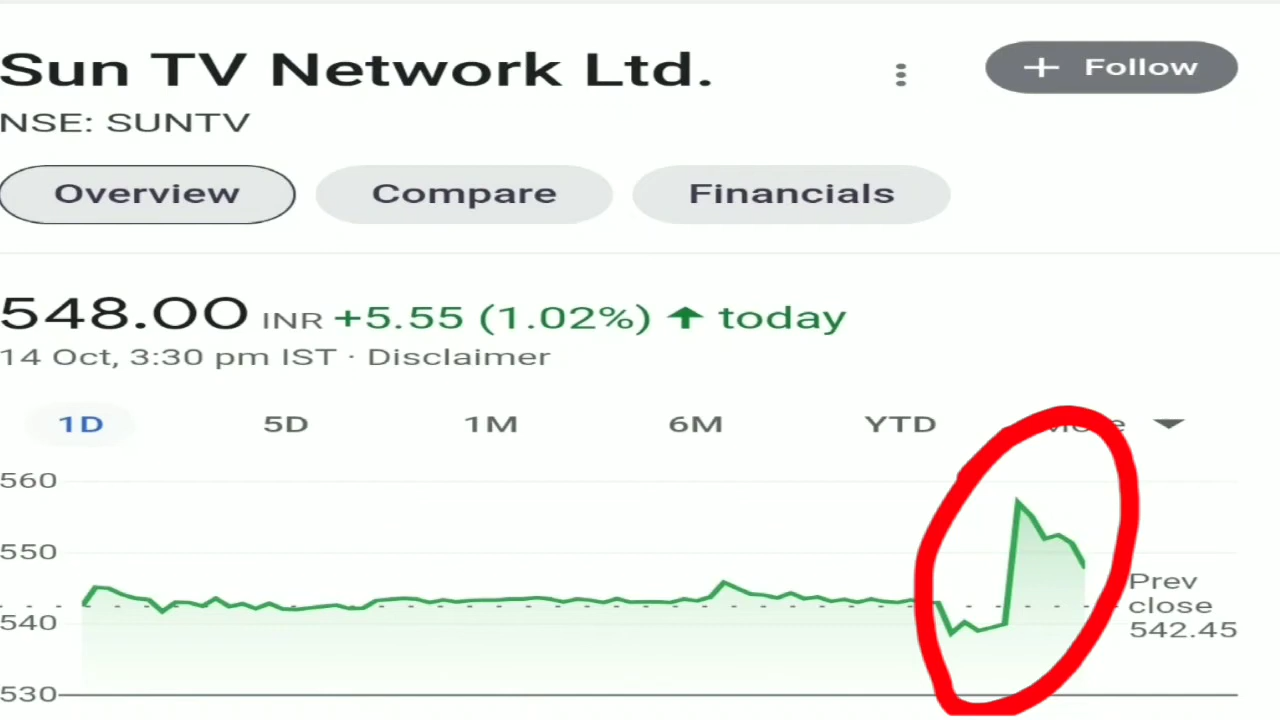 Sun TV Network Ltd.
+ Follow
NSE: SUNTV
Overview Compare Financials
548.00 INR +5.55 (1.02%) ↑ today
14 Oct, 3:30 pm IST · Disclaimer
1D 5D 1M 6M YTD More
560
550
540
530
Prev
close
542.45